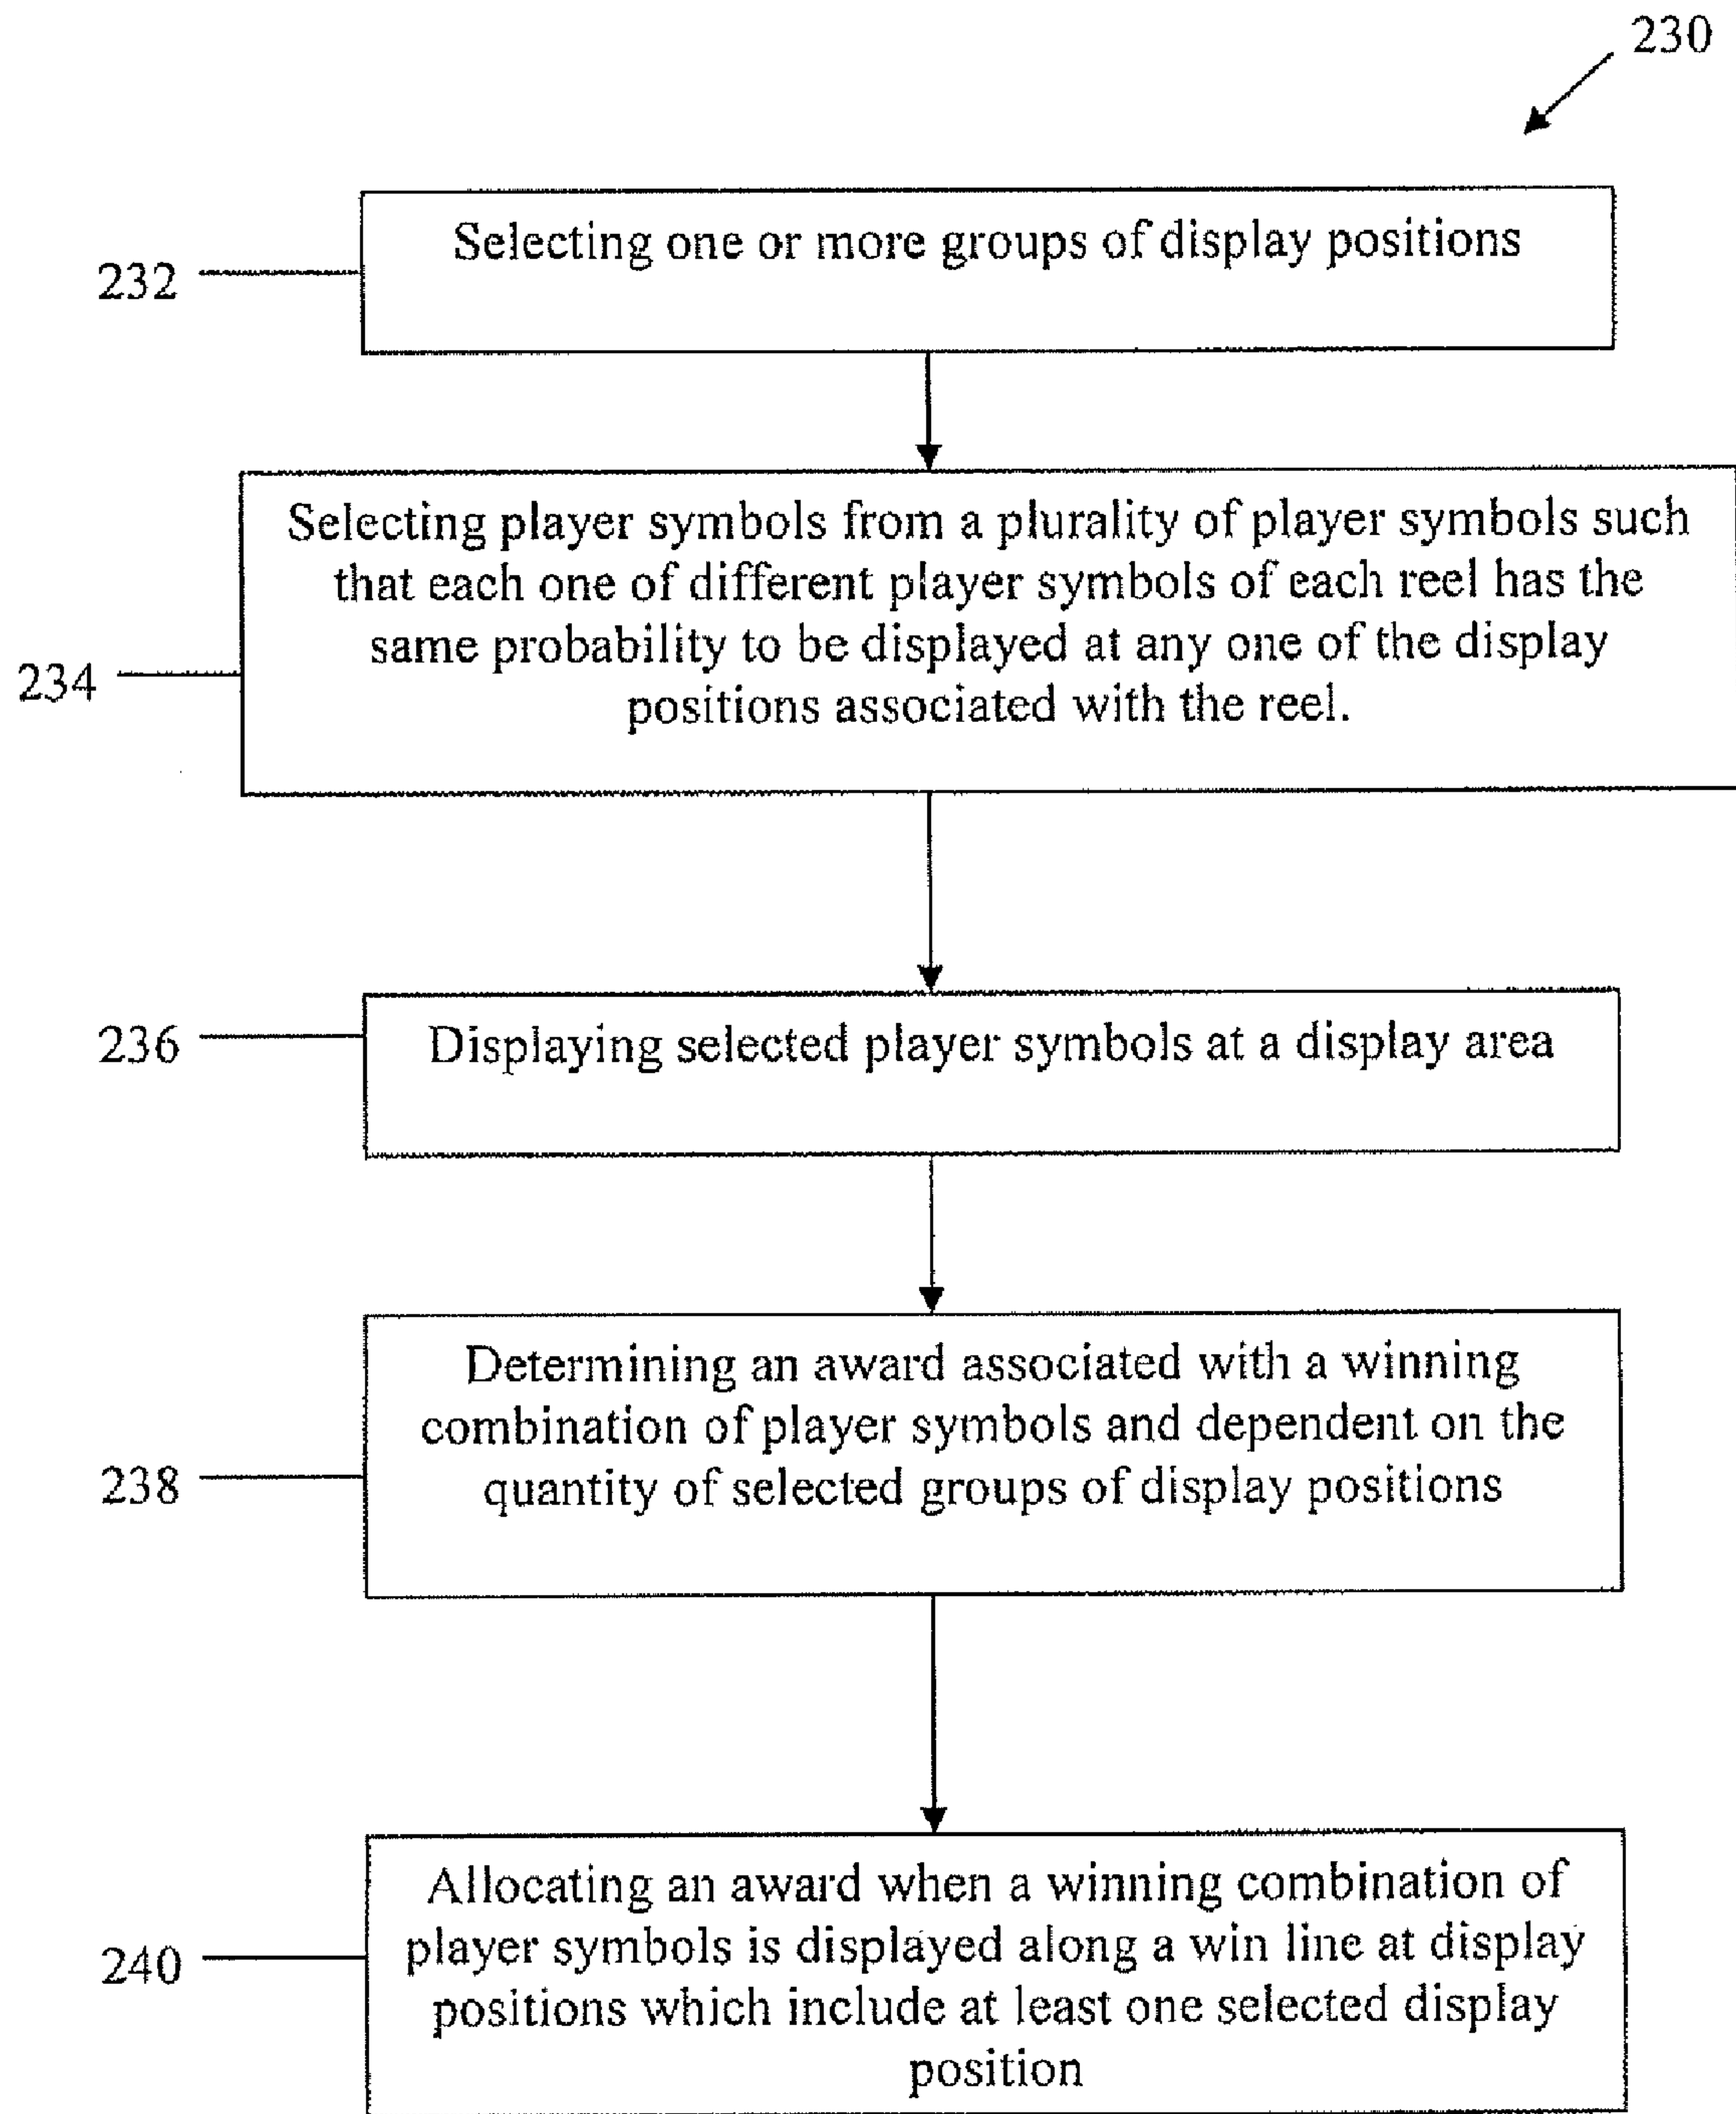 230
232
Selecting one or more groups of display positions
234
Selecting player symbols from a plurality of player symbols such
that each one of different player symbols of each reel has the
same probability to be displayed at any one of the display
positions associated with the reel.
236
Displaying selected player symbols at a display area
238
Determining an award associated with a winning
combination of player symbols and dependent on the
quantity of selected groups of display positions
240
Allocating an award when a winning combination of
player symbols is displayed along a win line at display
positions which include at least one selected display
position